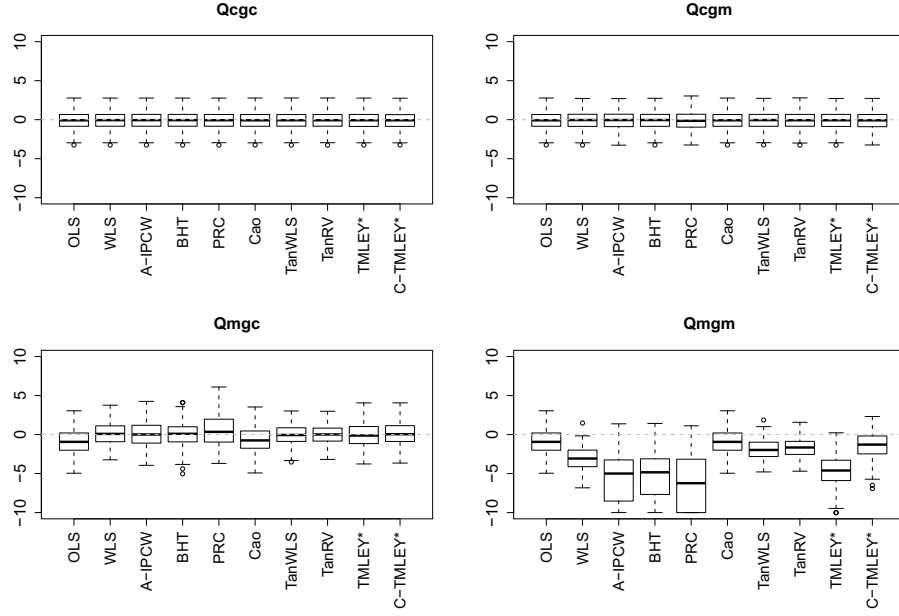 Qcgc
10
5
0
−5
−10
OLS
WLS
A−IPCW
BHT
PRC
Cao
TanWLS
TanRV
TMLEY*
C−TMLEY*
Qcgm
10
5
0
−5
−10
OLS
WLS
A−IPCW
BHT
PRC
Cao
TanWLS
TanRV
TMLEY*
C−TMLEY*
Qmgc
10
5
0
−5
−10
OLS
WLS
A−IPCW
BHT
PRC
Cao
TanWLS
TanRV
TMLEY*
C−TMLEY*
Qmgm
10
5
0
−5
−10
OLS
WLS
A−IPCW
BHT
PRC
Cao
TanWLS
TanRV
TMLEY*
C−TMLEY*